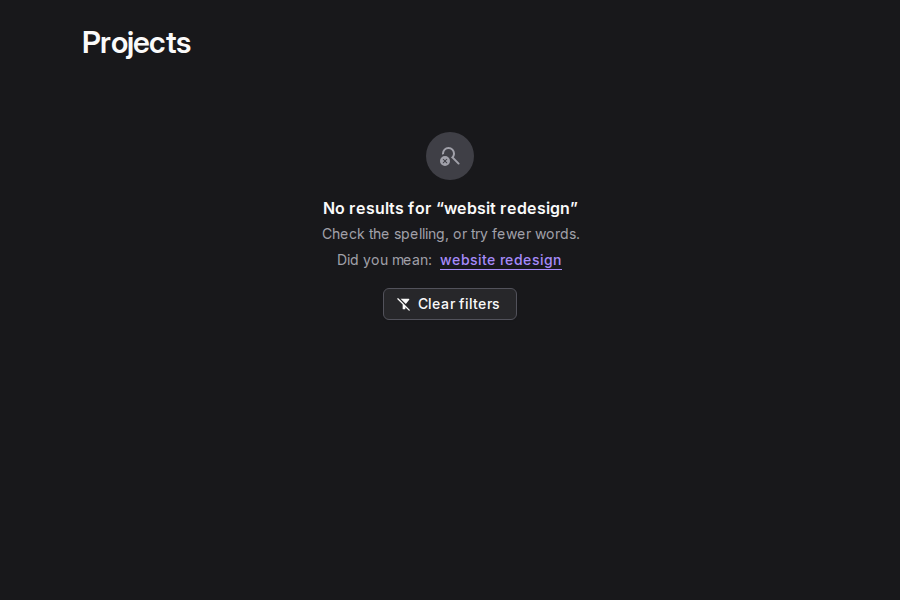 Projects
No results for “websit redesign”
Check the spelling, or try fewer words.
Did you mean: website redesign
Clear filters